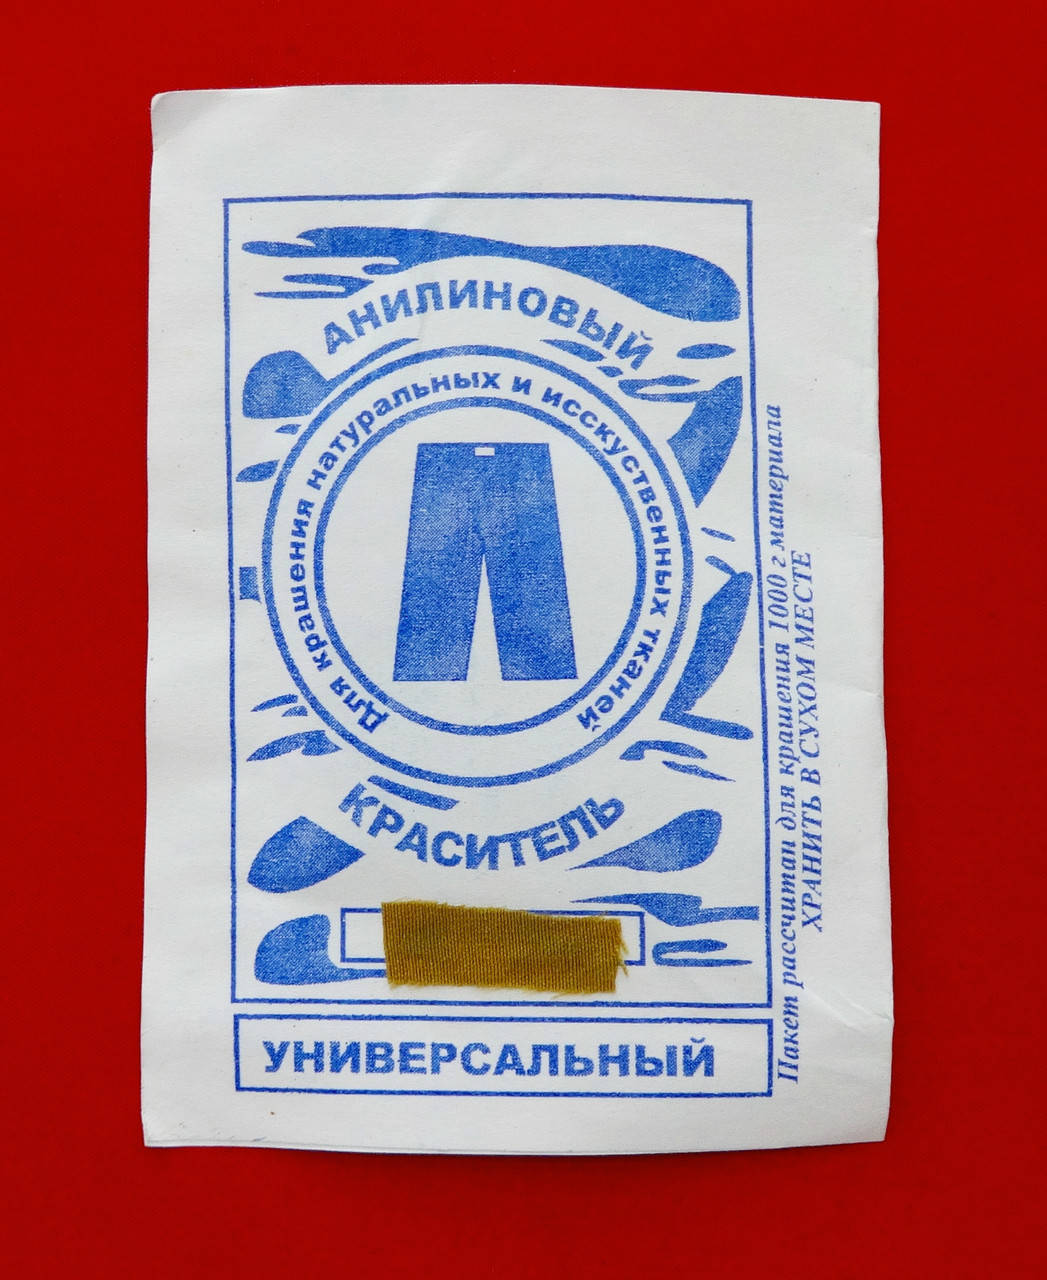 АНИЛИНОВЫЙ
Для крашения натуральных и исскуственных тканей
КРАСИТЕЛЬ
УНИВЕРСАЛЬНЫЙ
Пакет рассчитан для крашения 1000 г материала
ХРАНИТЬ В СУХОМ МЕСТЕ